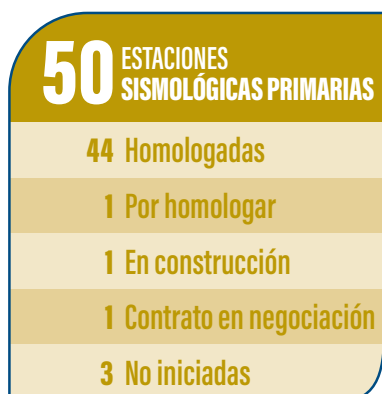 50 ESTACIONES
SISMOLÓGICAS PRIMARIAS
44 Homologadas
1 Por homologar
1 En construcción
1 Contrato en negociación
3 No iniciadas